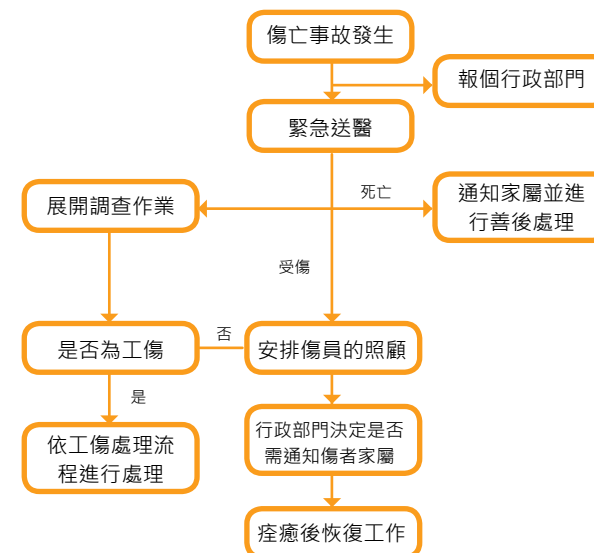 傷亡事故發生
報個行政部門
緊急送醫
死亡
展開調查作業
通知家屬並進
行善後處理
受傷
否
是否為工傷
安排傷員的照顧
是
行政部門決定是否
需通知傷者家屬
依工傷處理流
程進行處理
痊癒後恢復工作